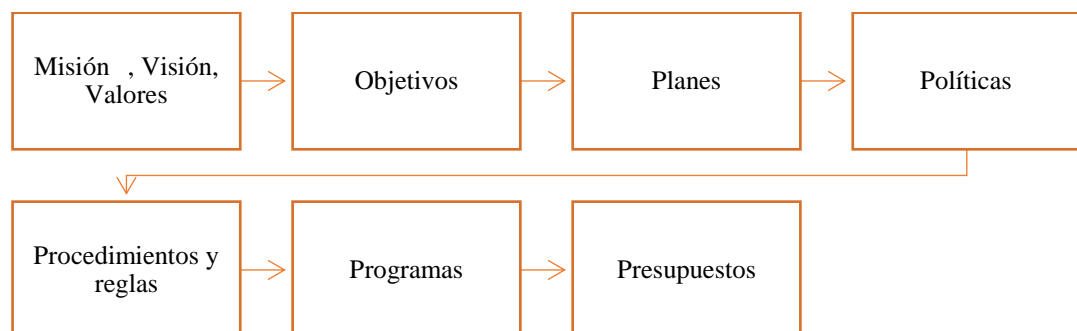 Misión , Visión,
Valores
Objetivos
Planes
Políticas
Procedimientos y
reglas
Programas
Presupuestos